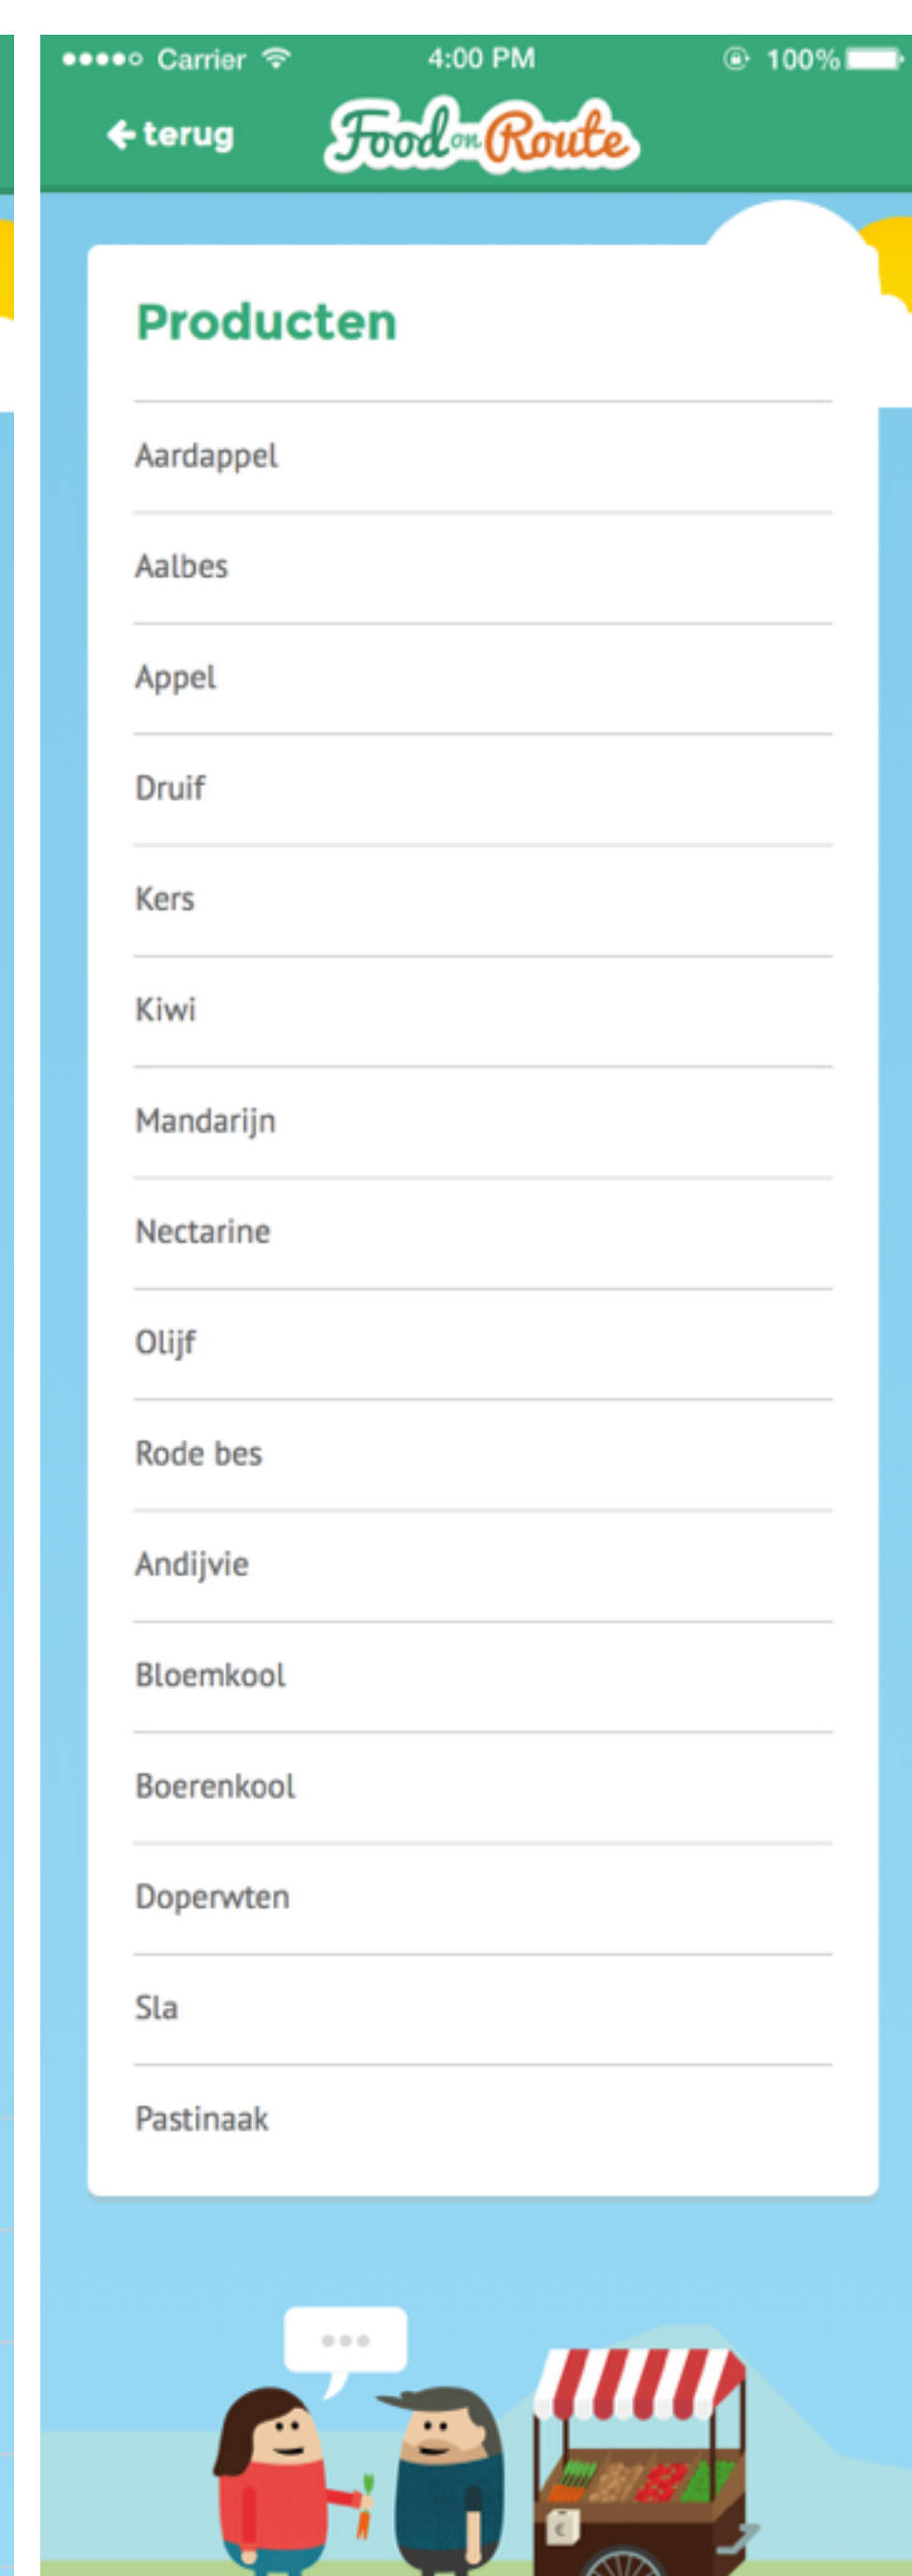 Carrier 4:00 PM 100%
terug Food on Route
Producten
Aardappel
Aalbes
Appel
Druif
Kers
Kiwi
Mandarijn
Nectarine
Olijf
Rode bes
Andijvie
Bloemkool
Boerenkool
Doperwten
Sla
Pastinaak
€